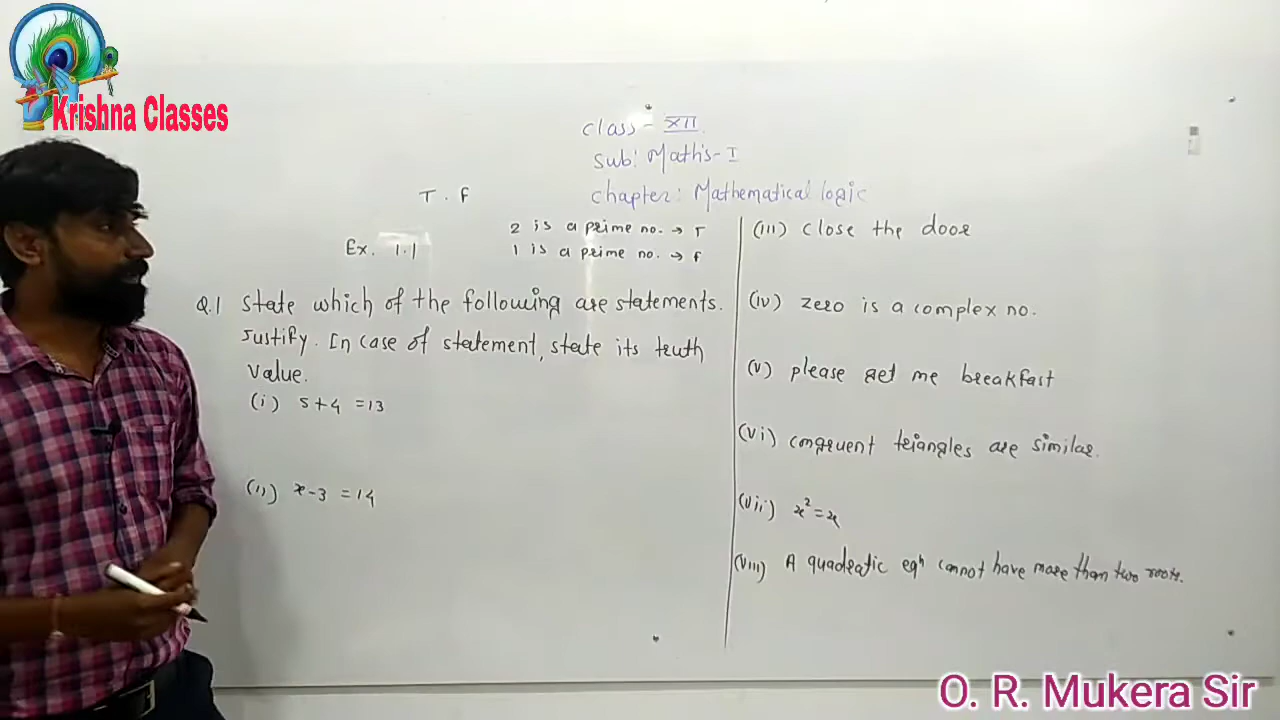 Krishna Classes
Class - XII
Sub: Maths - I
Chapter: Mathematical logic
T . F
2 is a prime no. → T
1 is a prime no. → F
Ex. 1.1
Q.1 State which of the following are statements.
Justify. In case of statement, state its truth
value.
(i) 5+4 =13
(ii) x-3 =14
(iii) close the door
(iv) zero is a complex no.
(v) please get me breakfast
(vi) congruent triangles are similar.
(vii) x²=x
(viii) A quadratic eqⁿ cannot have more than two roots.
O. R. Mukera Sir